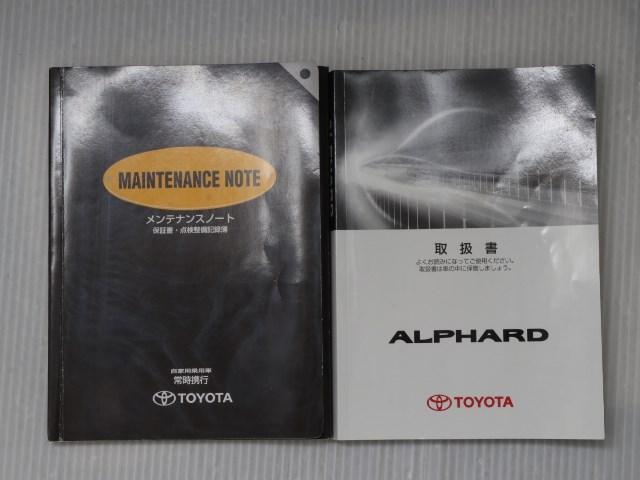 MAINTENANCE NOTE
メンテナンスノート
保証書・点検整備記録簿
自家用乗用車
常時携行
TOYOTA
取扱書
よくお読みになってご使用ください。
取扱書は車の中に保管しましょう。
ALPHARD
TOYOTA